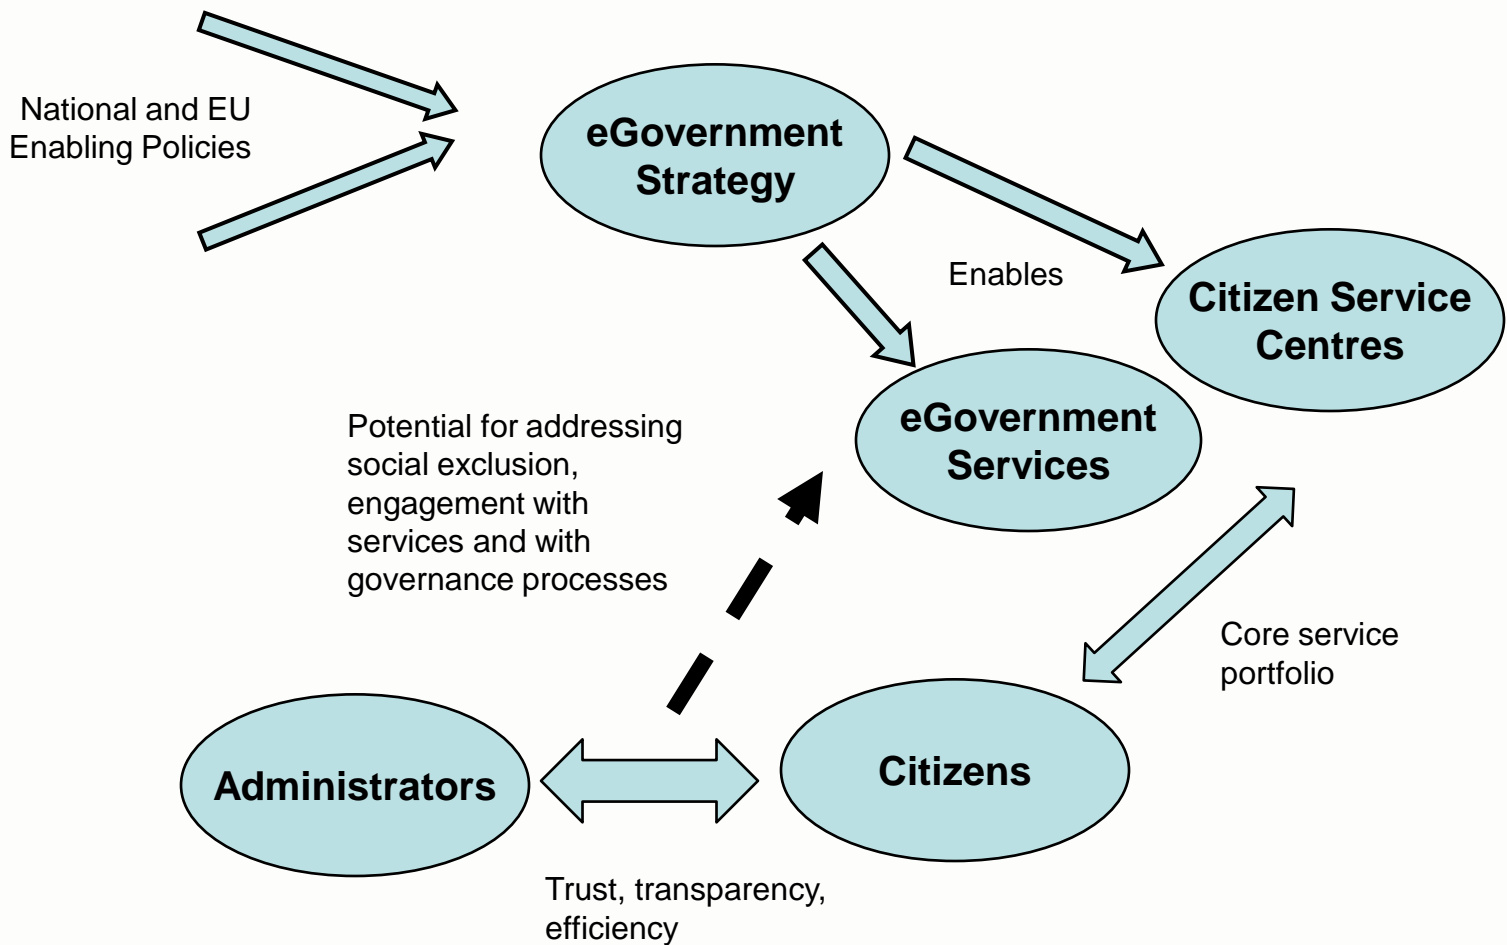 National and EU
Enabling Policies
eGovernment
Strategy
Enables
Citizen Service
Centres
eGovernment
Services
Potential for addressing
social exclusion,
engagement with
services and with
governance processes
Core service
portfolio
Administrators
Citizens
Trust, transparency,
efficiency